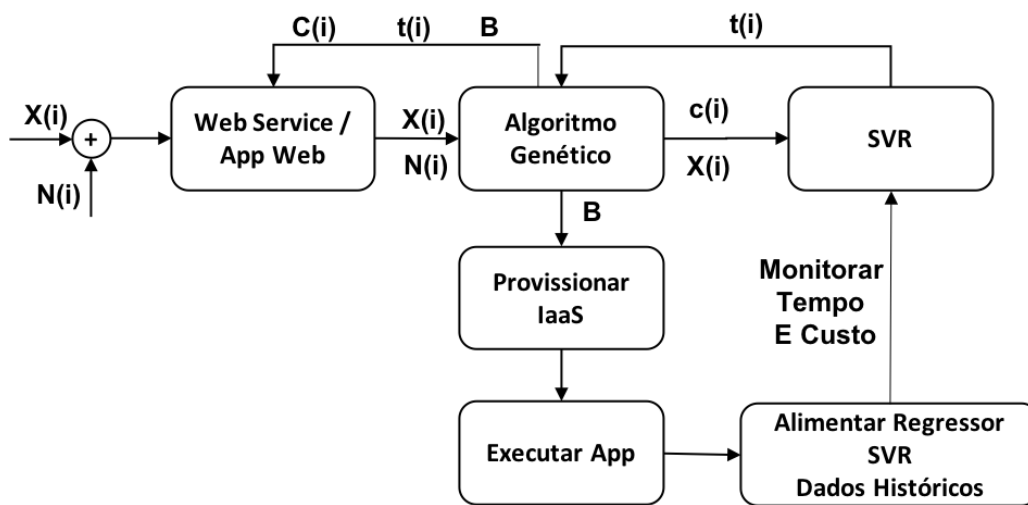 C(i) t(i) B
t(i)
X(i)
+
N(i)
Web Service /
App Web
X(i)
N(i)
Algoritmo
Genético
c(i)
X(i)
SVR
B
Provissionar
IaaS
Monitorar
Tempo
E Custo
Executar App
Alimentar Regressor
SVR
Dados Históricos